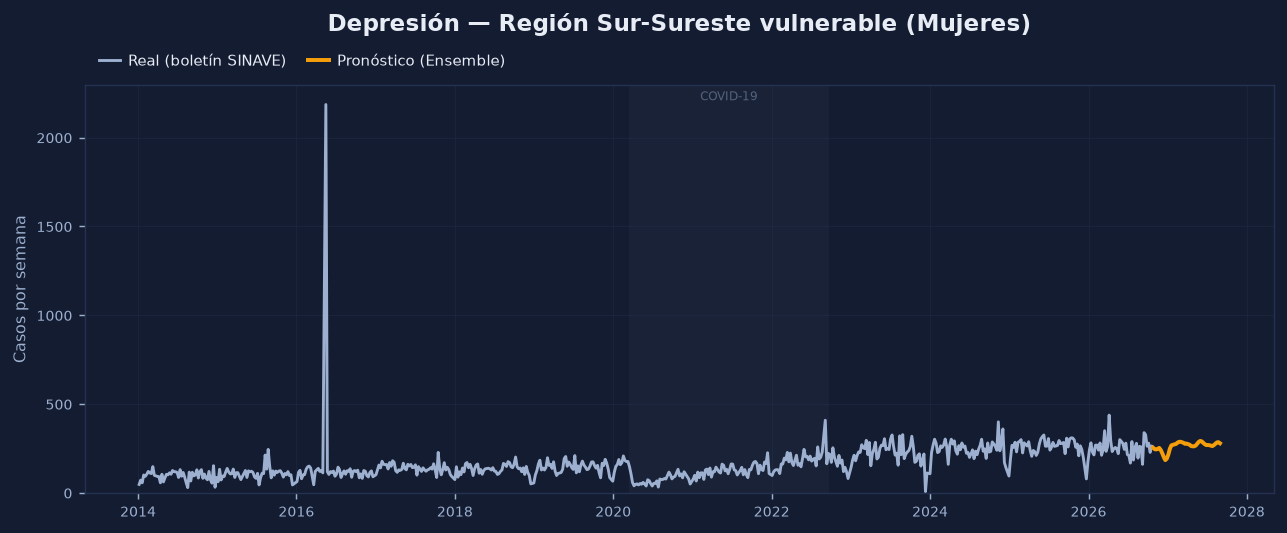 Depresión — Región Sur-Sureste vulnerable (Mujeres)
Real (boletín SINAVE) Pronóstico (Ensemble)
COVID-19
Casos por semana
2000
1500
1000
500
0
2014 2016 2018 2020 2022 2024 2026 2028